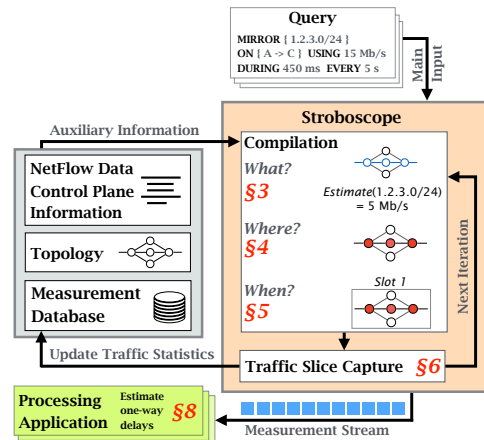 Query
MIRROR { 1.2.3.0/24 }
ON { A -> C } USING 15 Mb/s
DURING 450 ms EVERY 5 s
Main
Input
Stroboscope
Auxiliary Information
Compilation
What?
§3
Estimate(1.2.3.0/24)
= 5 Mb/s
Where?
§4
When?
§5
Slot 1
NetFlow Data
Control Plane
Information
Topology
Measurement
Database
Next Iteration
Update Traffic Statistics
Traffic Slice Capture §6
Processing
Application
Estimate
one-way
delays
§8
Measurement Stream